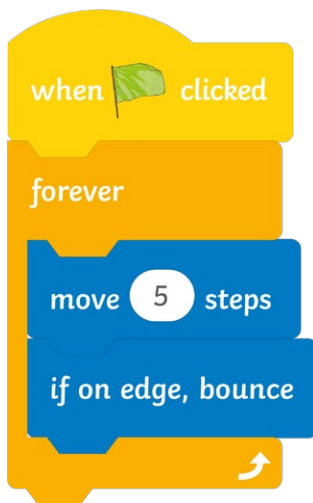 when clicked
forever
move 5 steps
if on edge, bounce